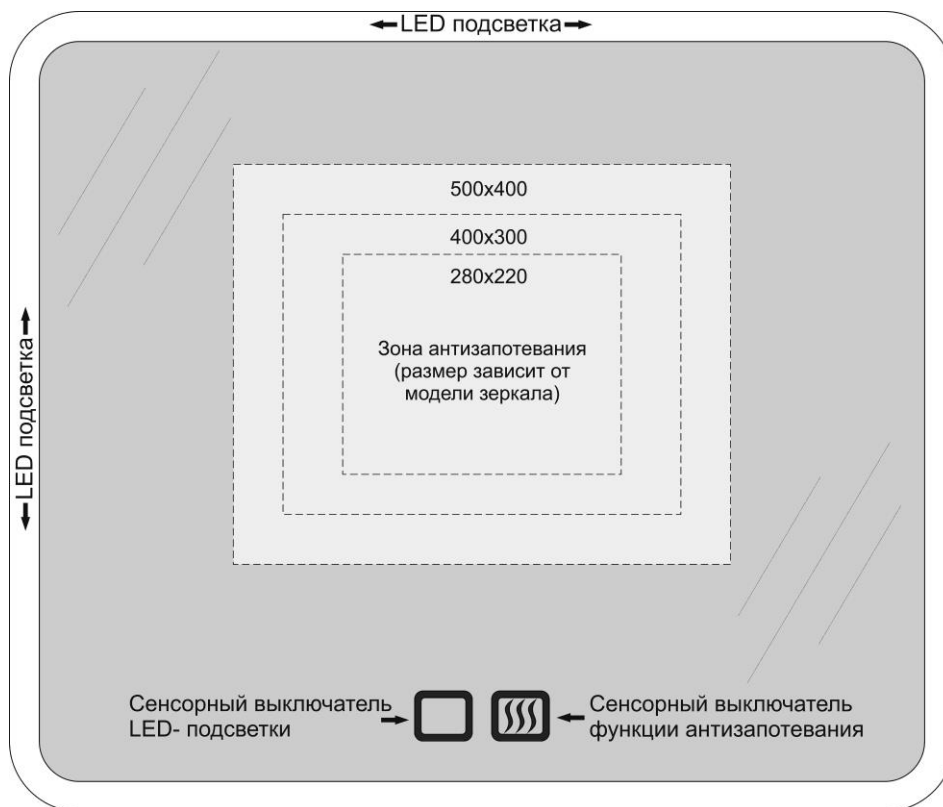 LED подсветка
500x400
400x300
280x220
Зона антизапотевания
(размер зависит от
модели зеркала)
LED подсветка
Сенсорный выключатель
LED- подсветки
Сенсорный выключатель
функции антизапотевания